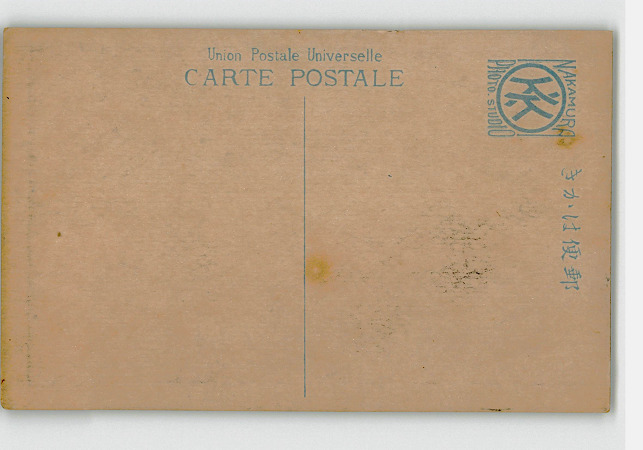 Union Postale Universelle
CARTE POSTALE
NAKAMURA
PHOTO-STUDIO
きかは便郵